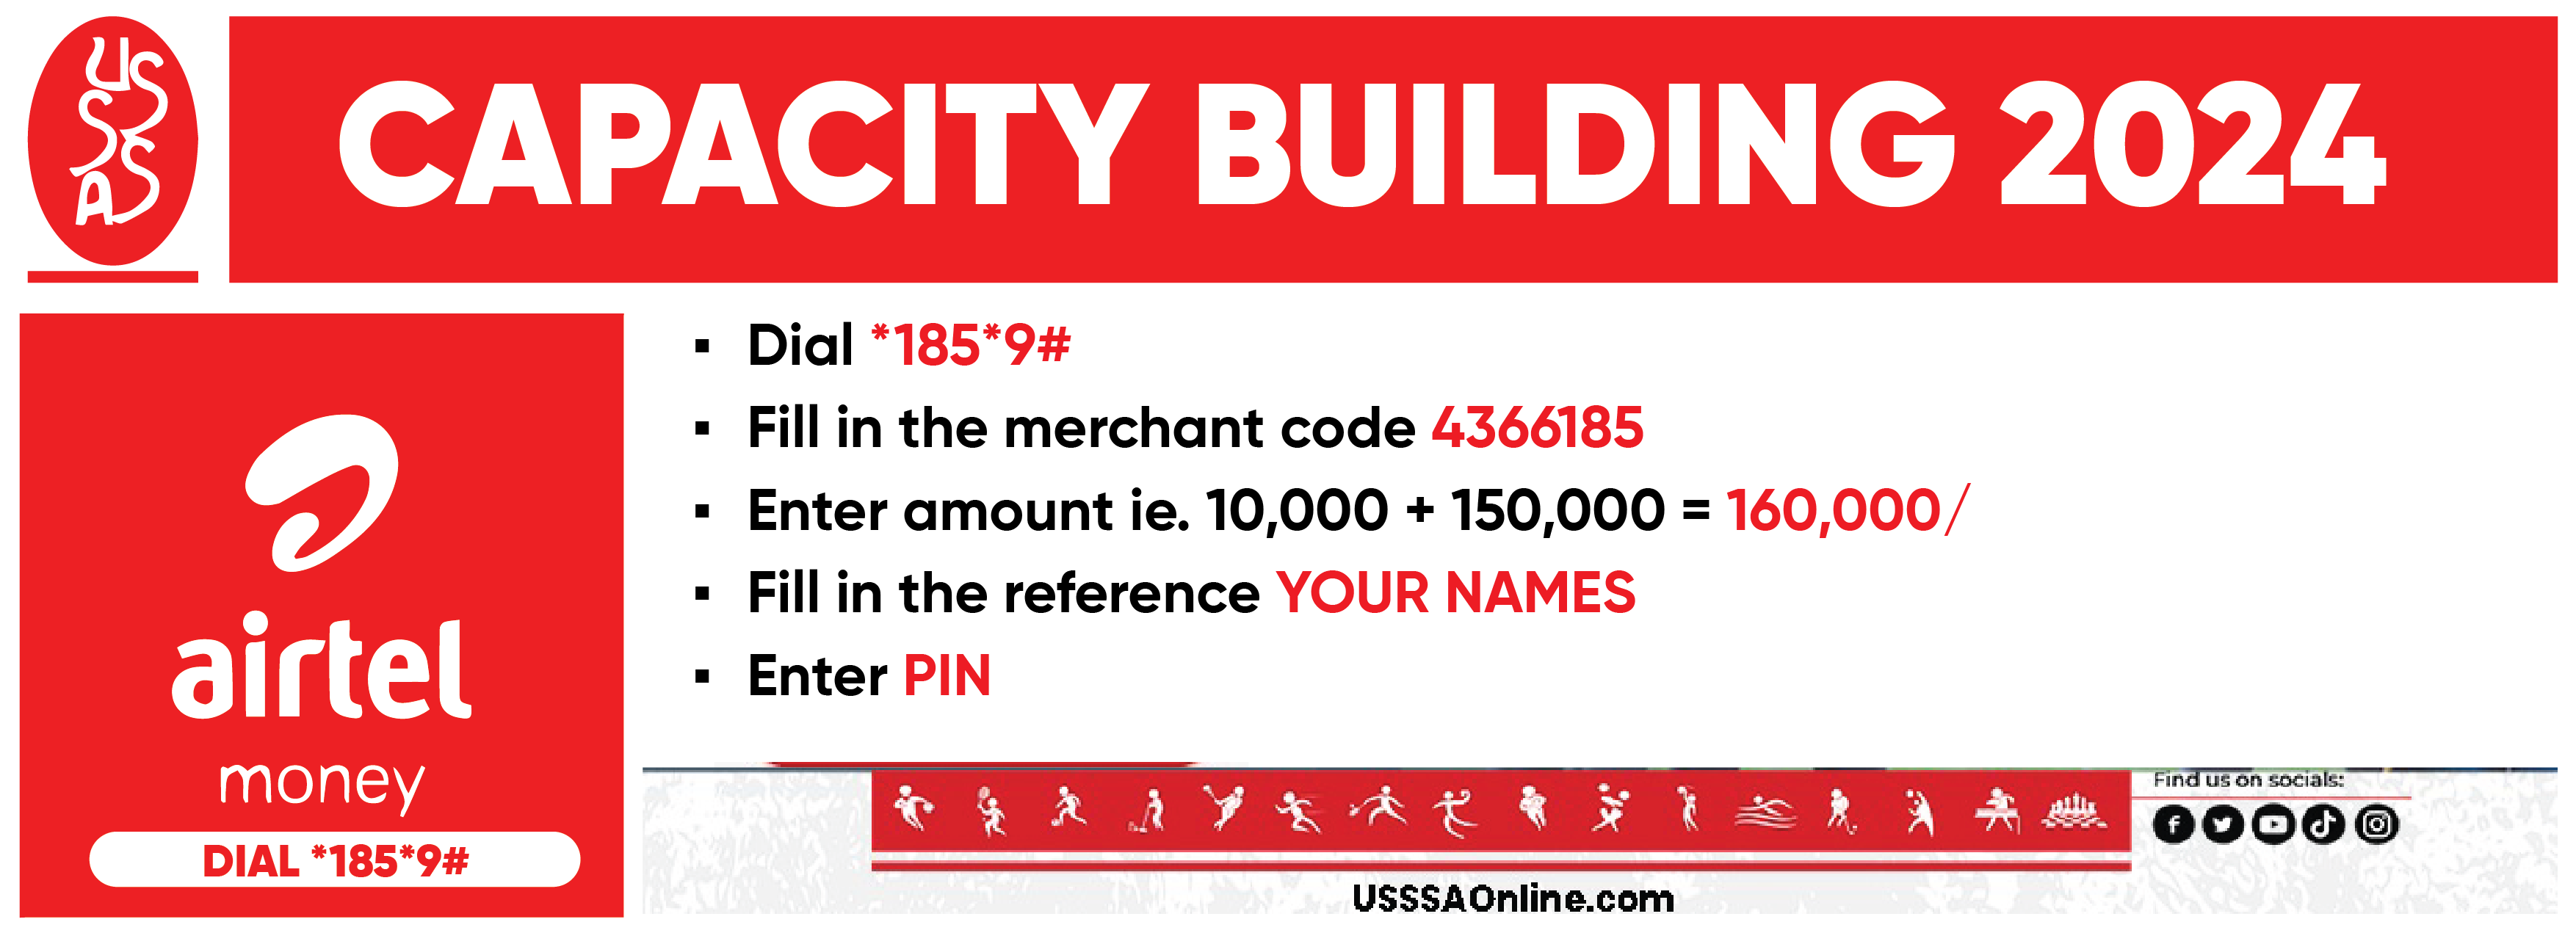 USSSA
CAPACITY BUILDING 2024
▪ Dial *185*9#
▪ Fill in the merchant code 4366185
▪ Enter amount ie. 10,000 + 150,000 = 160,000/
▪ Fill in the reference YOUR NAMES
▪ Enter PIN
airtel
money
DIAL *185*9#
Find us on socials:
USSSAOnline.com